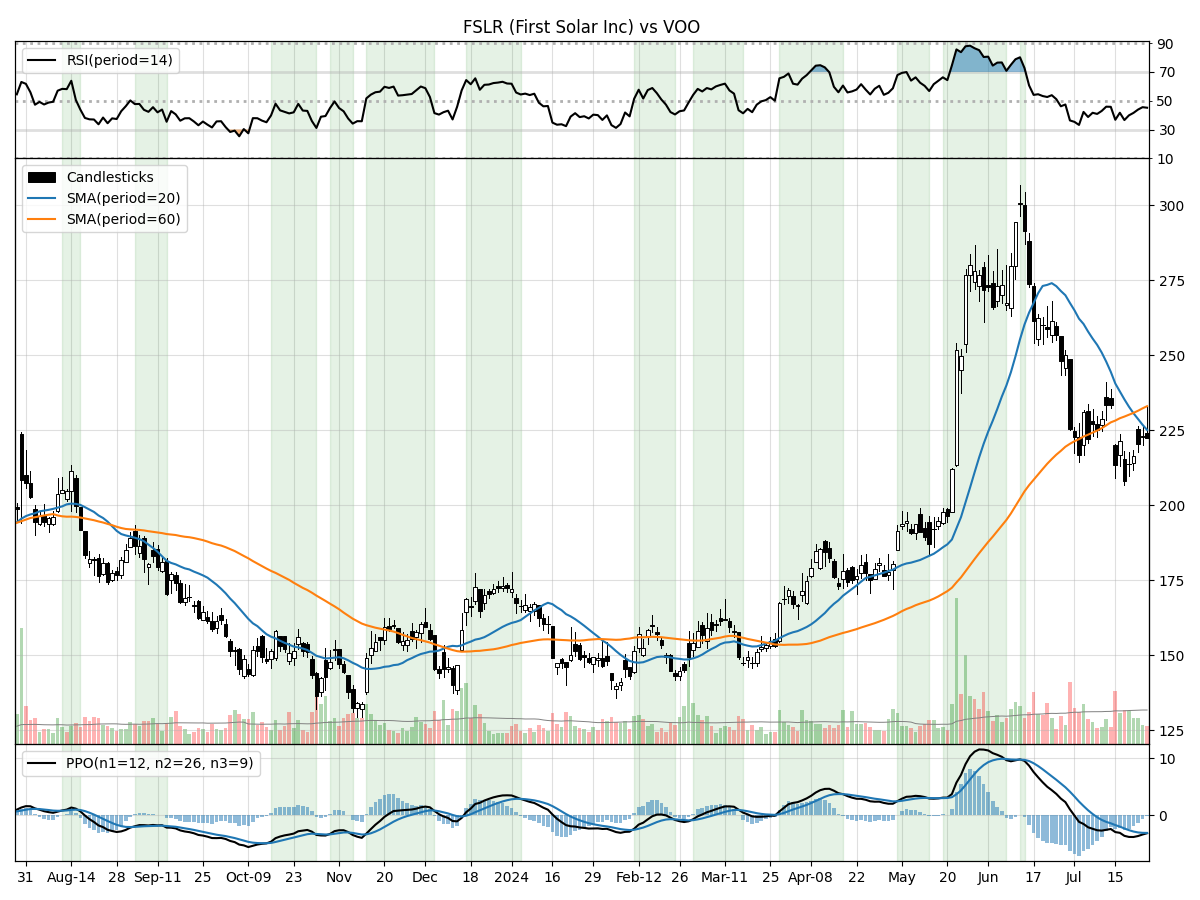 FSLR (First Solar Inc) vs VOO
RSI(period=14)
90
70
50
30
10
Candlesticks
SMA(period=20)
SMA(period=60)
300
275
250
225
200
175
150
125
PPO(n1=12, n2=26, n3=9)
10
0
31 Aug-14 28 Sep-11 25 Oct-09 23 Nov 20 Dec 18 2024 16 29 Feb-12 26 Mar-11 25 Apr-08 22 May 20 Jun 17 Jul 15